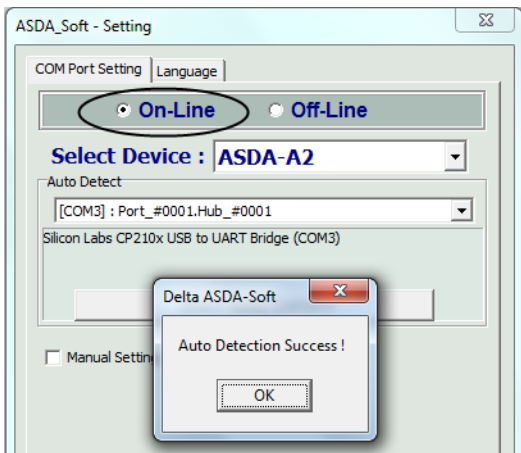 ASDA_Soft - Setting
COM Port Setting
Language
On-Line
Off-Line
Select Device : ASDA-A2
Auto Detect
[COM3] : Port_#0001.Hub_#0001
Silicon Labs CP210x USB to UART Bridge (COM3)
Delta ASDA-Soft
Auto Detection Success !
Manual Setting
OK